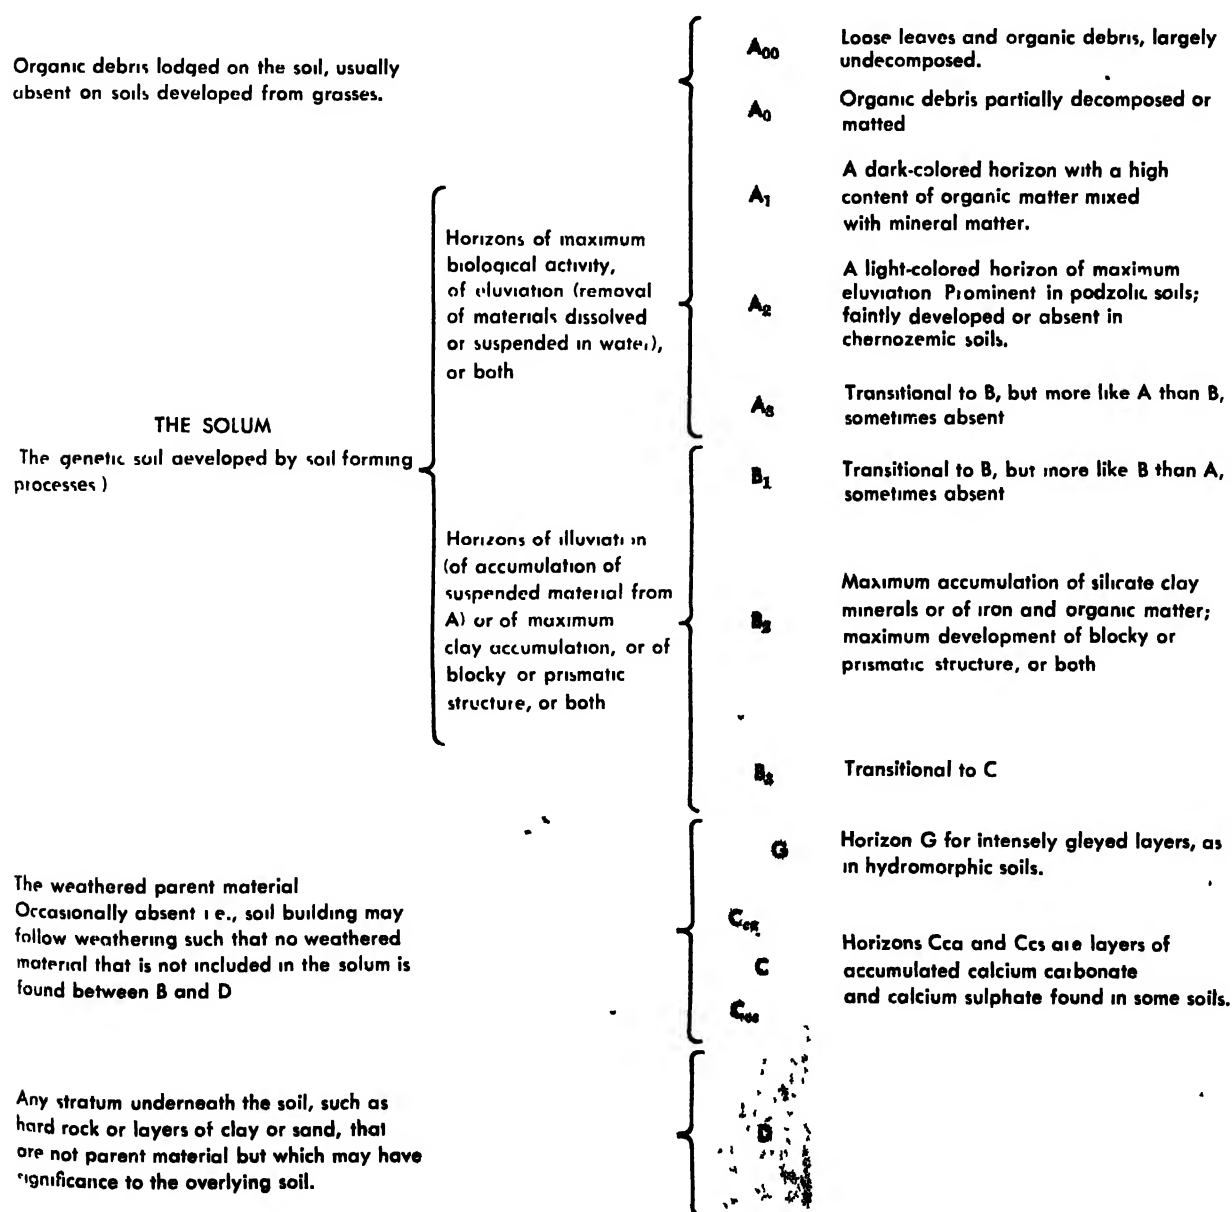 Organic debris lodged on the soil, usually
absent on soils developed from grasses.
THE SOLUM
The genetic soil developed by soil forming
processes )
Horizons of maximum
biological activity,
of eluviation (removal
of materials dissolved
or suspended in water),
or both
Horizons of illuviation
(of accumulation of
suspended material from
A) or of maximum
clay accumulation, or of
blocky or prismatic
structure, or both
The weathered parent material
Occasionally absent i e., soil building may
follow weathering such that no weathered
material that is not included in the solum is
found between B and D
Any stratum underneath the soil, such as
hard rock or layers of clay or sand, that
are not parent material but which may have
significance to the overlying soil.
A00 Loose leaves and organic debris, largely
undecomposed.
A0 Organic debris partially decomposed or
matted
A1 A dark-colored horizon with a high
content of organic matter mixed
with mineral matter.
A2 A light-colored horizon of maximum
eluviation Prominent in podzolic soils;
faintly developed or absent in
chernozemic soils.
A3 Transitional to B, but more like A than B,
sometimes absent
B1 Transitional to B, but more like B than A,
sometimes absent
B2 Maximum accumulation of silicate clay
minerals or of iron and organic matter;
maximum development of blocky or
prismatic structure, or both
B3 Transitional to C
G Horizon G for intensely gleyed layers, as
in hydromorphic soils.
C
Horizons Cca and Ccs are layers of
accumulated calcium carbonate
and calcium sulphate found in some soils.
D